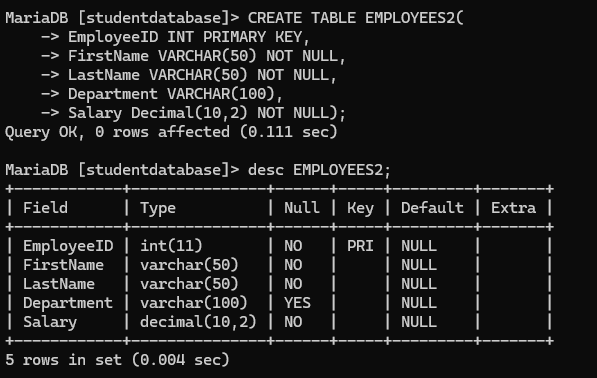 MariaDB [studentdatabase]> CREATE TABLE EMPLOYEES2(
    -> EmployeeID INT PRIMARY KEY,
    -> FirstName VARCHAR(50) NOT NULL,
    -> LastName VARCHAR(50) NOT NULL,
    -> Department VARCHAR(100),
    -> Salary Decimal(10,2) NOT NULL);
Query OK, 0 rows affected (0.111 sec)

MariaDB [studentdatabase]> desc EMPLOYEES2;
+------------+---------------+------+-----+---------+-------+
| Field      | Type          | Null | Key | Default | Extra |
+------------+---------------+------+-----+---------+-------+
| EmployeeID | int(11)       | NO   | PRI | NULL    |       |
| FirstName  | varchar(50)   | NO   |     | NULL    |       |
| LastName   | varchar(50)   | NO   |     | NULL    |       |
| Department | varchar(100)  | YES  |     | NULL    |       |
| Salary     | decimal(10,2) | NO   |     | NULL    |       |
+------------+---------------+------+-----+---------+-------+
5 rows in set (0.004 sec)